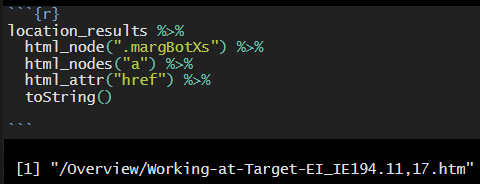 ```{r}
location_results %>%
  html_node(".margBotXs") %>%
  html_nodes("a") %>%
  html_attr("href") %>%
  toString()
```
[1] "/Overview/Working-at-Target-EI_IE194.11,17.htm"